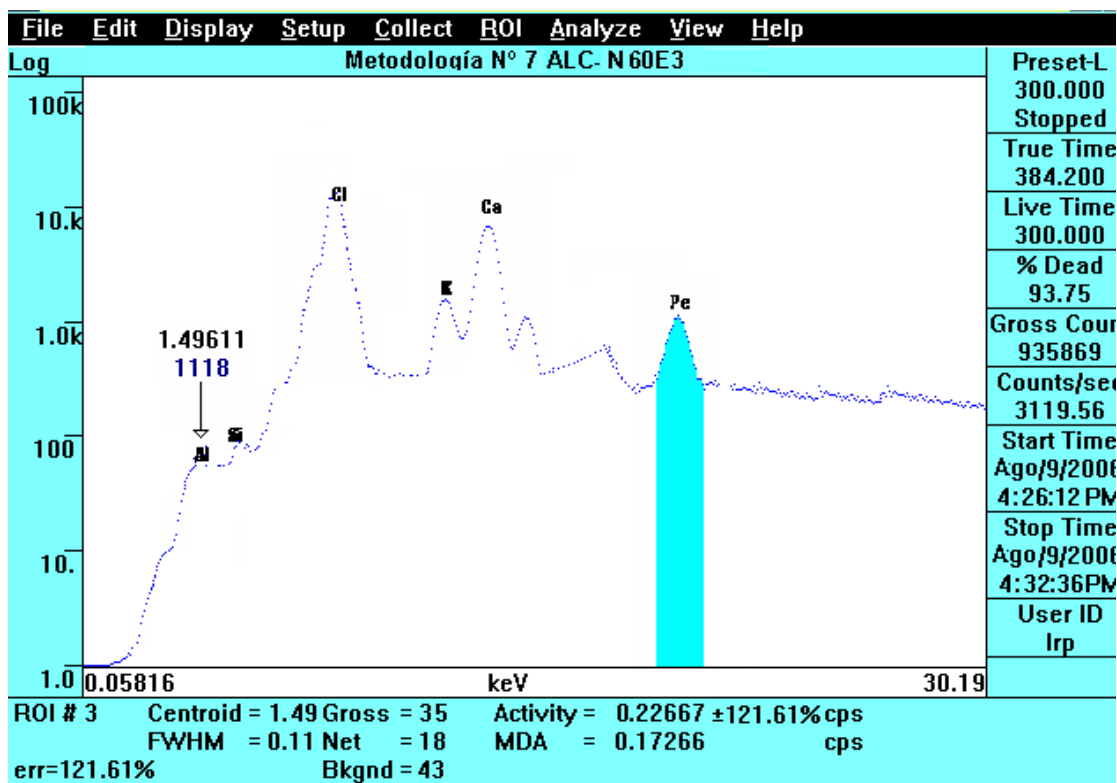 File Edit Display Setup Collect ROI Analyze View Help
Log
Metodología Nº 7 ALC- N60E3
100k
10.k
1.0k
100
10.
1.0
Cl
Ca
K
Fe
1.49611
1118
Al
Si
0.05816 keV 30.19
Preset-L
300.000
Stopped
True Time
384.200
Live Time
300.000
% Dead
93.75
Gross Coun
935869
Counts/sec
3119.56
Start Time
Ago/9/2006
4:26:12 PM
Stop Time
Ago/9/2006
4:32:36PM
User ID
lrp
ROI # 3 Centroid = 1.49 Gross = 35 Activity = 0.22667 ±121.61% cps
FWHM = 0.11 Net = 18 MDA = 0.17266 cps
err=121.61% Bkgnd = 43